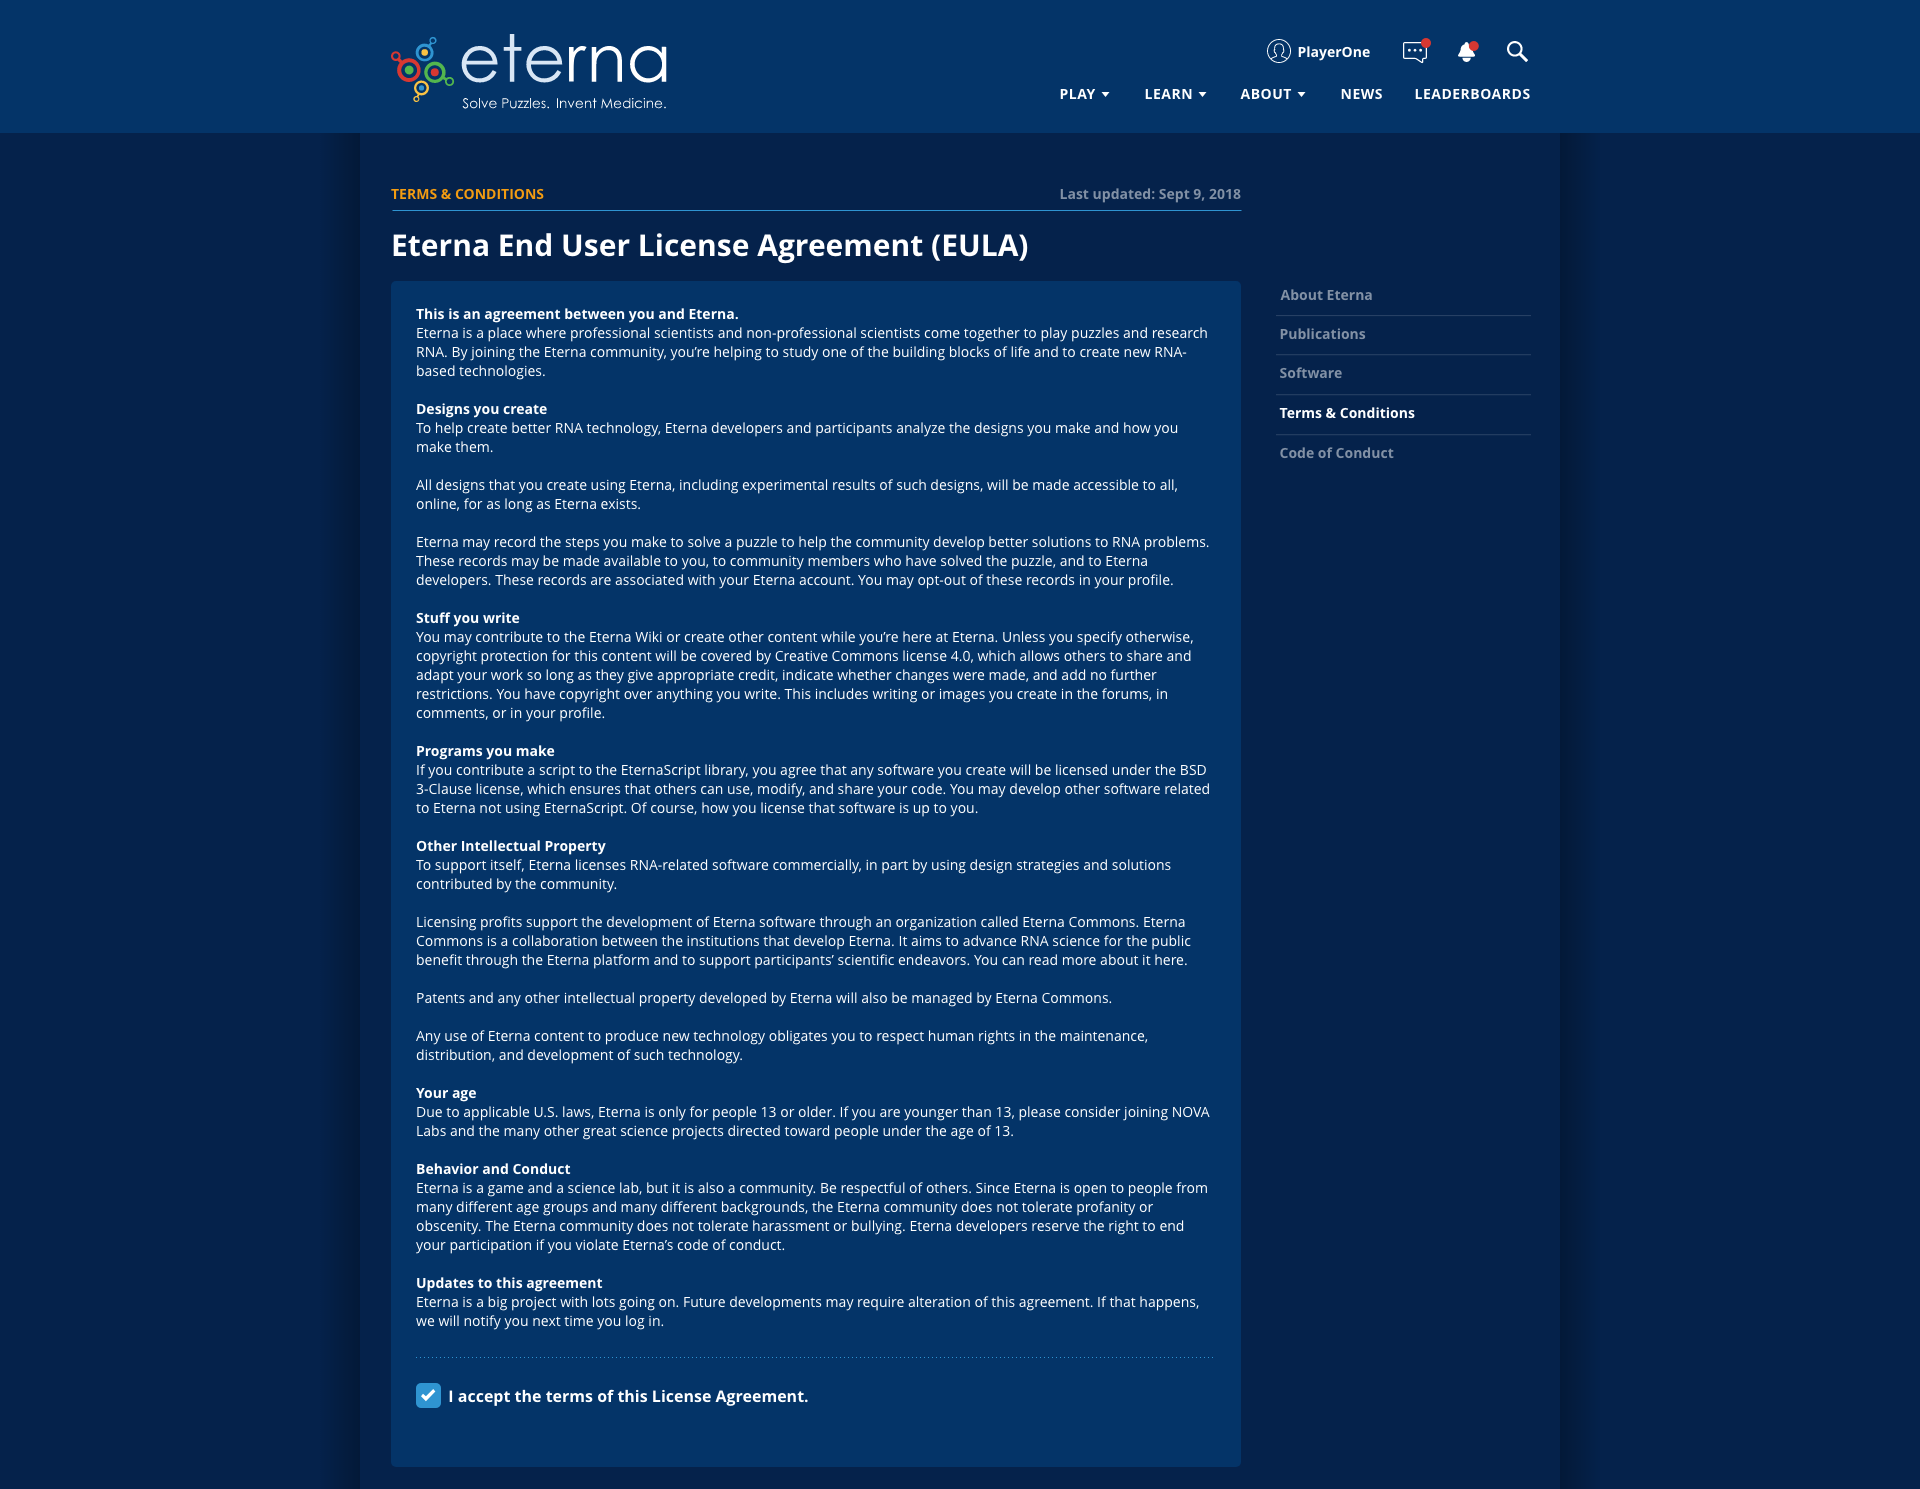 eterna
Solve Puzzles. Invent Medicine.
PlayerOne
PLAY
LEARN
ABOUT
NEWS
LEADERBOARDS
TERMS & CONDITIONS
Last updated: Sept 9, 2018
Eterna End User License Agreement (EULA)
This is an agreement between you and Eterna.
Eterna is a place where professional scientists and non-professional scientists come together to play puzzles and research
RNA. By joining the Eterna community, you’re helping to study one of the building blocks of life and to create new RNA-
based technologies.
Designs you create
To help create better RNA technology, Eterna developers and participants analyze the designs you make and how you
make them.
All designs that you create using Eterna, including experimental results of such designs, will be made accessible to all,
online, for as long as Eterna exists.
Eterna may record the steps you make to solve a puzzle to help the community develop better solutions to RNA problems.
These records may be made available to you, to community members who have solved the puzzle, and to Eterna
developers. These records are associated with your Eterna account. You may opt-out of these records in your profile.
Stuff you write
You may contribute to the Eterna Wiki or create other content while you’re here at Eterna. Unless you specify otherwise,
copyright protection for this content will be covered by Creative Commons license 4.0, which allows others to share and
adapt your work so long as they give appropriate credit, indicate whether changes were made, and add no further
restrictions. You have copyright over anything you write. This includes writing or images you create in the forums, in
comments, or in your profile.
Programs you make
If you contribute a script to the EternaScript library, you agree that any software you create will be licensed under the BSD
3-Clause license, which ensures that others can use, modify, and share your code. You may develop other software related
to Eterna not using EternaScript. Of course, how you license that software is up to you.
Other Intellectual Property
To support itself, Eterna licenses RNA-related software commercially, in part by using design strategies and solutions
contributed by the community.
Licensing profits support the development of Eterna software through an organization called Eterna Commons. Eterna
Commons is a collaboration between the institutions that develop Eterna. It aims to advance RNA science for the public
benefit through the Eterna platform and to support participants’ scientific endeavors. You can read more about it here.
Patents and any other intellectual property developed by Eterna will also be managed by Eterna Commons.
Any use of Eterna content to produce new technology obligates you to respect human rights in the maintenance,
distribution, and development of such technology.
Your age
Due to applicable U.S. laws, Eterna is only for people 13 or older. If you are younger than 13, please consider joining NOVA
Labs and the many other great science projects directed toward people under the age of 13.
Behavior and Conduct
Eterna is a game and a science lab, but it is also a community. Be respectful of others. Since Eterna is open to people from
many different age groups and many different backgrounds, the Eterna community does not tolerate profanity or
obscenity. The Eterna community does not tolerate harassment or bullying. Eterna developers reserve the right to end
your participation if you violate Eterna’s code of conduct.
Updates to this agreement
Eterna is a big project with lots going on. Future developments may require alteration of this agreement. If that happens,
we will notify you next time you log in.
I accept the terms of this License Agreement.
About Eterna
Publications
Software
Terms & Conditions
Code of Conduct